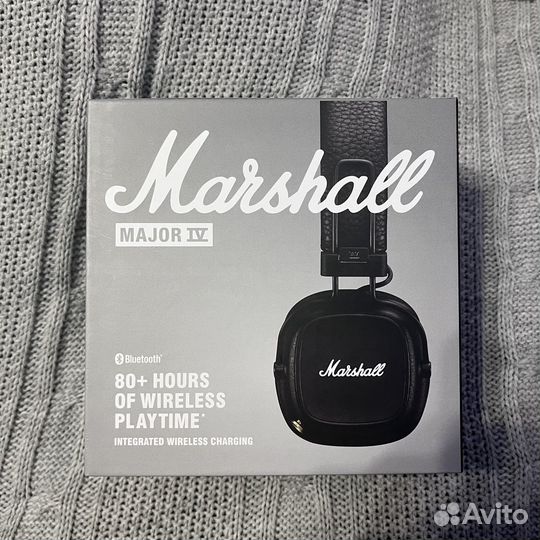 Marshall
MAJOR IV
Bluetooth®
80+ HOURS
OF WIRELESS
PLAYTIME*
INTEGRATED WIRELESS CHARGING
Marshall
Avito